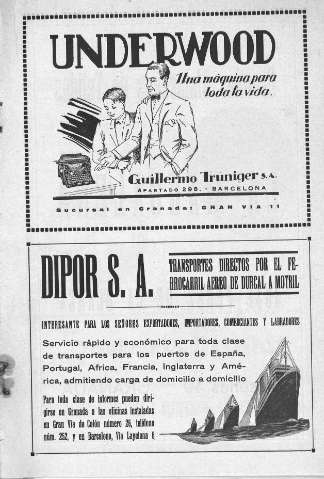 UNDERWOOD
Una máquina para
toda la vida.
Guillermo Truniger S.A.
APARTADO 298. - BARCELONA
Sucursal en Granada: GRAN VIA 11
DIPOR S. A.
TRANSPORTES DIRECTOS POR EL FE-
RROCARRIL AEREO DE DURCAL A MOTRIL
INTERESANTE PARA LOS SEÑORES EXPORTADORES, IMPORTADORES, COMERCIANTES Y LABRADORES
Servicio rápido y económico para toda clase
de transportes para los puertos de España,
Portugal, Africa, Francia, Inglaterra y Amé-
rica, admitiendo carga de domicilio a domicilio
Para toda clase de informes pueden diri-
girse en Granada a las oficinas instaladas
en Gran Vía de Colón número 26, teléfono
núm. 252, y en Barcelona, Vía Layetana